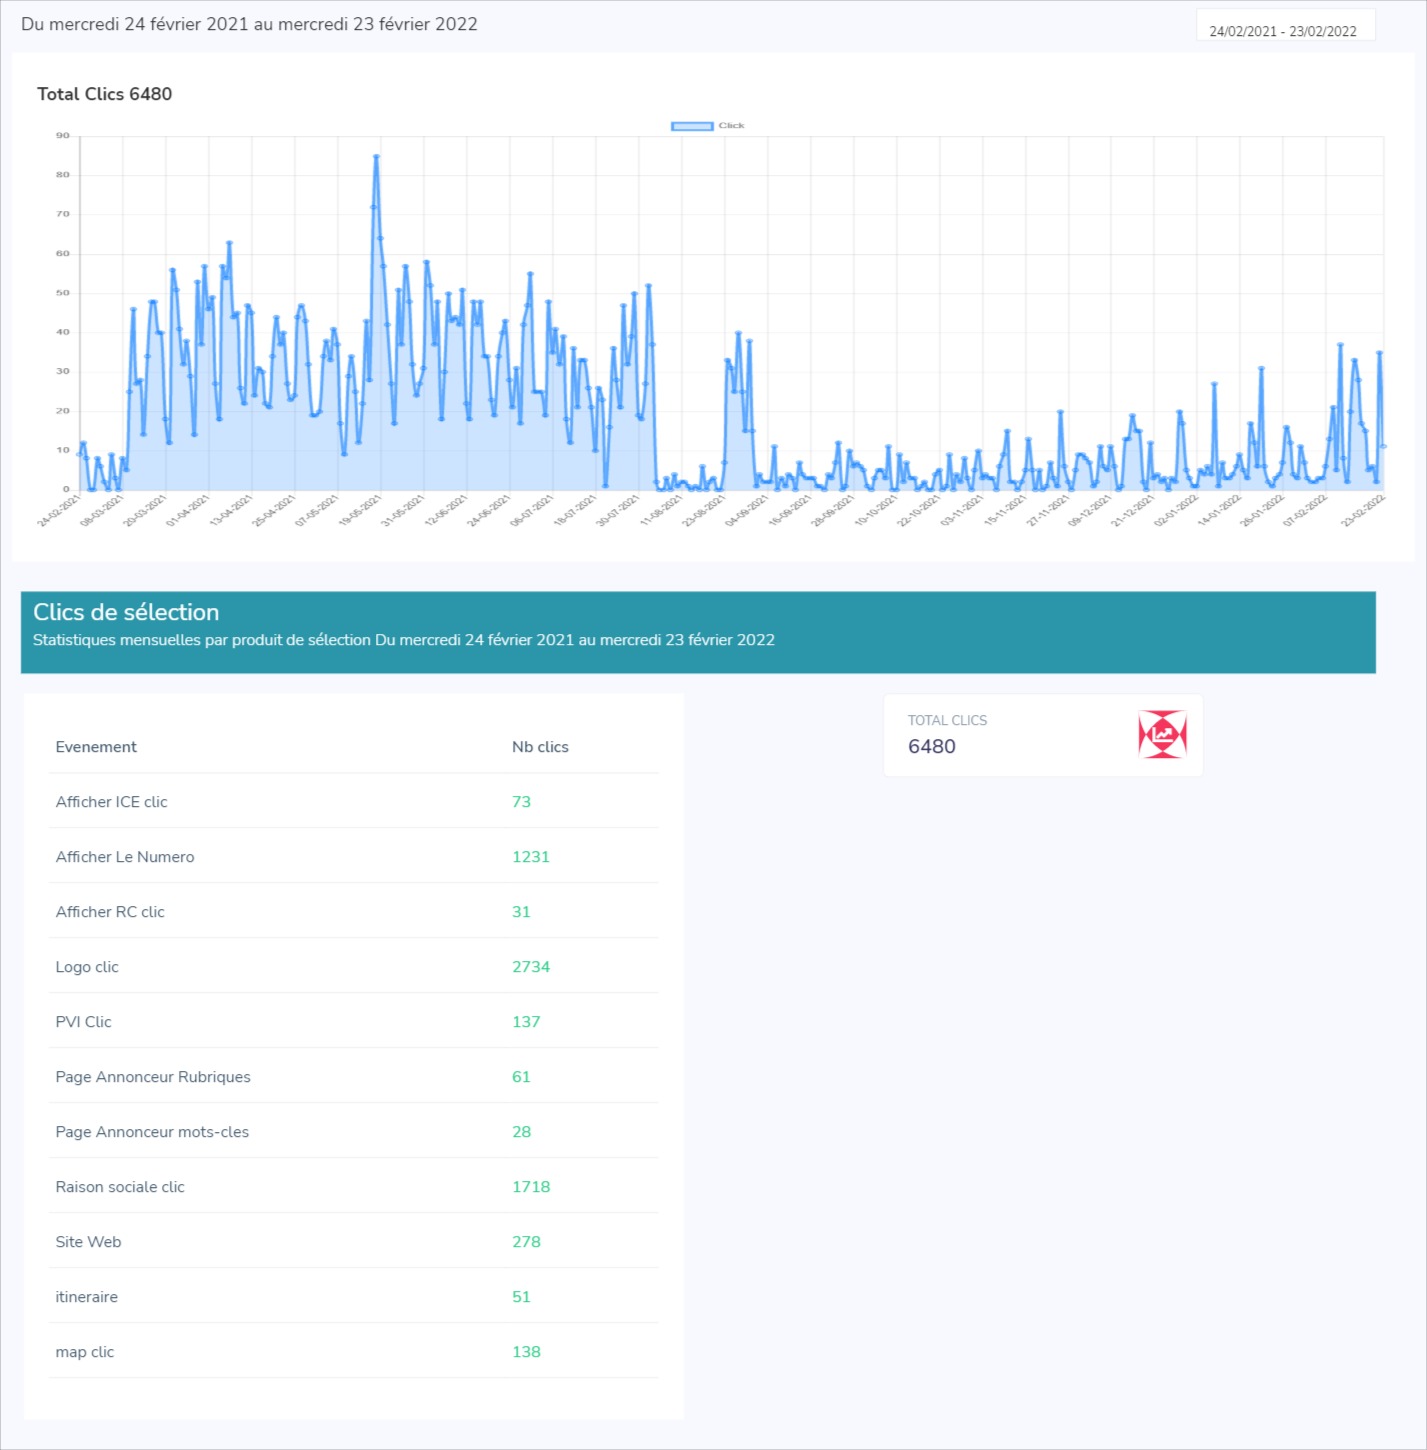 Du mercredi 24 février 2021 au mercredi 23 février 2022
24/02/2021 - 23/02/2022
Total Clics 6480
Click
90
80
70
60
50
40
30
20
10
0
24-02-2021
08-03-2021
20-03-2021
01-04-2021
13-04-2021
25-04-2021
07-05-2021
19-05-2021
31-05-2021
12-06-2021
24-06-2021
06-07-2021
18-07-2021
30-07-2021
11-08-2021
23-08-2021
04-09-2021
16-09-2021
28-09-2021
10-10-2021
22-10-2021
03-11-2021
15-11-2021
27-11-2021
09-12-2021
21-12-2021
02-01-2022
14-01-2022
26-01-2022
07-02-2022
23-02-2022
Clics de sélection
Statistiques mensuelles par produit de sélection Du mercredi 24 février 2021 au mercredi 23 février 2022
Evenement Nb clics
Afficher ICE clic 73
Afficher Le Numero 1231
Afficher RC clic 31
Logo clic 2734
PVI Clic 137
Page Annonceur Rubriques 61
Page Annonceur mots-cles 28
Raison sociale clic 1718
Site Web 278
itineraire 51
map clic 138
TOTAL CLICS
6480